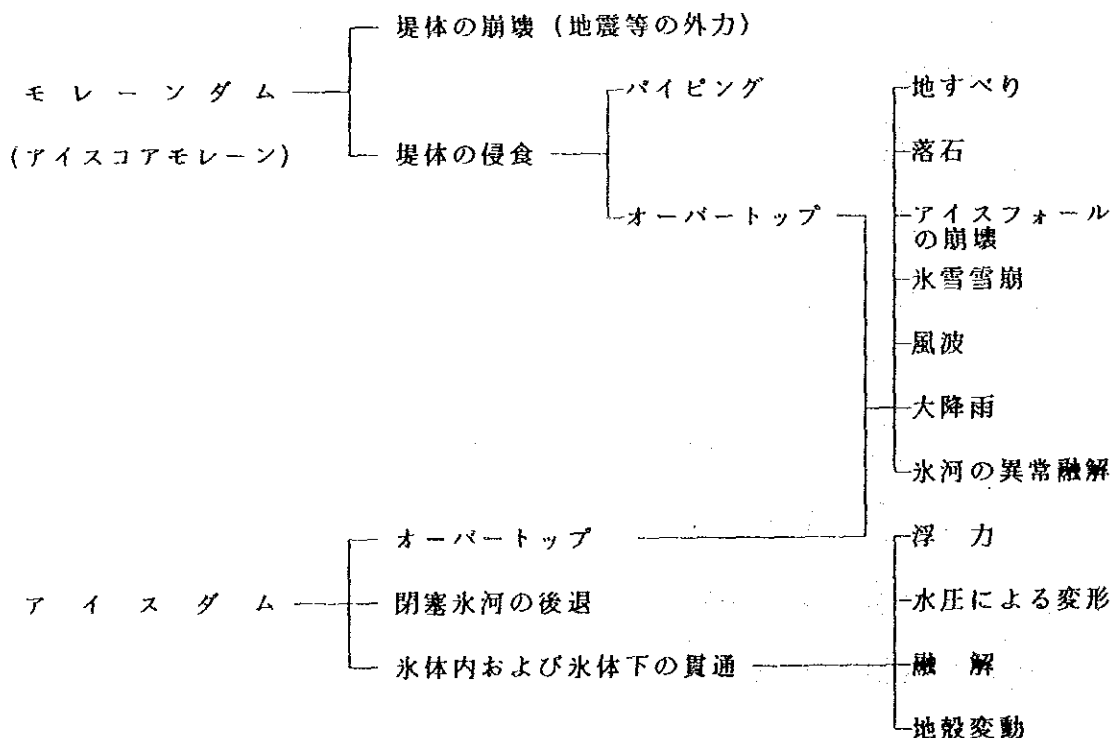 堤体の崩壊（地震等の外力）
モレーンダム
(アイスコアモレーン)
堤体の侵食
パイピング
オーバートップ
地すべり
落石
アイスフォール
の崩壊
氷雪雪崩
風波
大降雨
氷河の異常融解
アイスダム
オーバートップ
閉塞氷河の後退
氷体内および氷体下の貫通
浮力
水圧による変形
融解
地殻変動